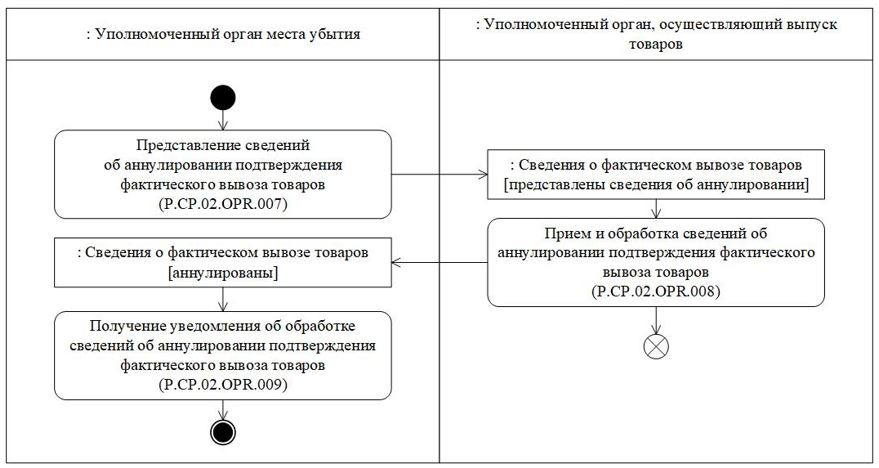 : Уполномоченный орган места убытия
: Уполномоченный орган, осуществляющий выпуск
товаров
Представление сведений
об аннулировании подтверждения
фактического вывоза товаров
(P.CP.02.OPR.007)
: Сведения о фактическом вывозе товаров
[представлены сведения об аннулировании]
Прием и обработка сведений об
аннулировании подтверждения фактического
вывоза товаров
(P.CP.02.OPR.008)
: Сведения о фактическом вывозе товаров
[аннулированы]
Получение уведомления об обработке
сведений об аннулировании подтверждения
фактического вывоза товаров
(P.CP.02.OPR.009)